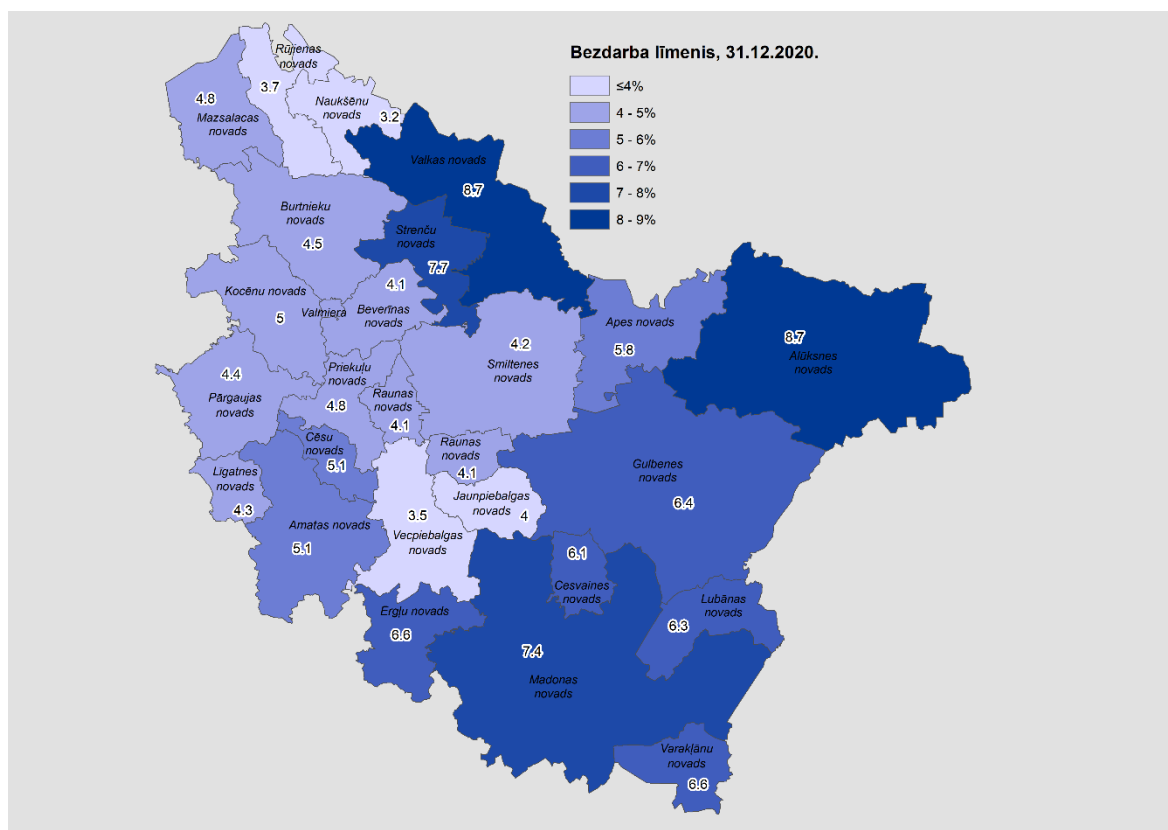 Bezdarba līmenis, 31.12.2020.
≤4%
4 - 5%
5 - 6%
6 - 7%
7 - 8%
8 - 9%
Rūjienas
novads
3.7
4.8
Mazsalacas
novads
Naukšēnu
novads
3.2
Valkas novads
8.7
Burtnieku
novads
4.5
Strenču
novads
7.7
Kocēnu novads
5
Valmiera
4.1
Beverīnas
novads
4.2
Smiltenes
novads
Apes novads
5.8
8.7
Alūksnes
novads
4.4
Pārgaujas
novads
Priekuļu
novads
4.8
Raunas
novads
4.1
Cēsu
novads
5.1
Raunas
novads
4.1
Līgatnes
novads
4.3
Amatas novads
5.1
3.5
Vecpiebalgas
novads
Jaunpiebalgas
novads
4
Gulbenes
novads
6.4
6.1
Cesvaines
novads
Lubānas
novads
6.3
Ērgļu novads
6.6
7.4
Madonas
novads
Varakļānu
novads
6.6